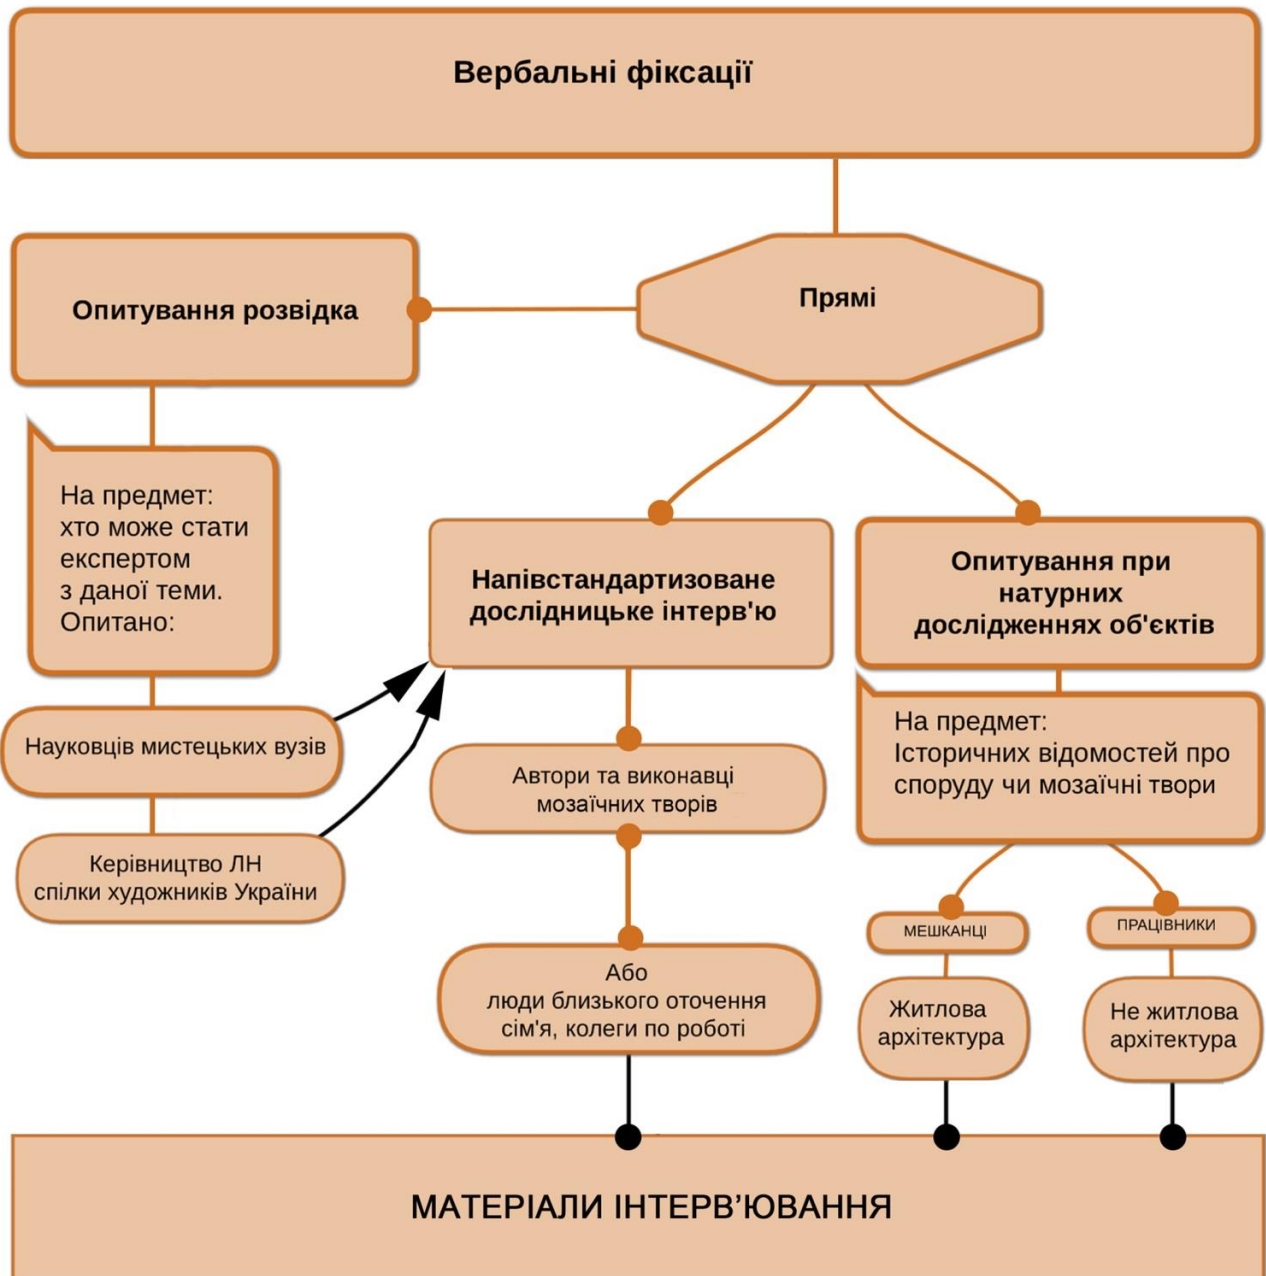 Вербальні фіксації
Опитування розвідка
Прямі
На предмет:
хто може стати
експертом
з даної теми.
Опитано:
Науковців мистецьких вузів
Керівництво ЛН
спілки художників України
Напівстандартизоване
дослідницьке інтерв'ю
Автори та виконавці
мозаїчних творів
Або
люди близького оточення
сім'я, колеги по роботі
Опитування при
натурних
дослідженнях об'єктів
На предмет:
Історичних відомостей про
споруду чи мозаїчні твори
МЕШКАНЦІ
ПРАЦІВНИКИ
Житлова
архітектура
Не житлова
архітектура
МАТЕРІАЛИ ІНТЕРВ’ЮВАННЯ